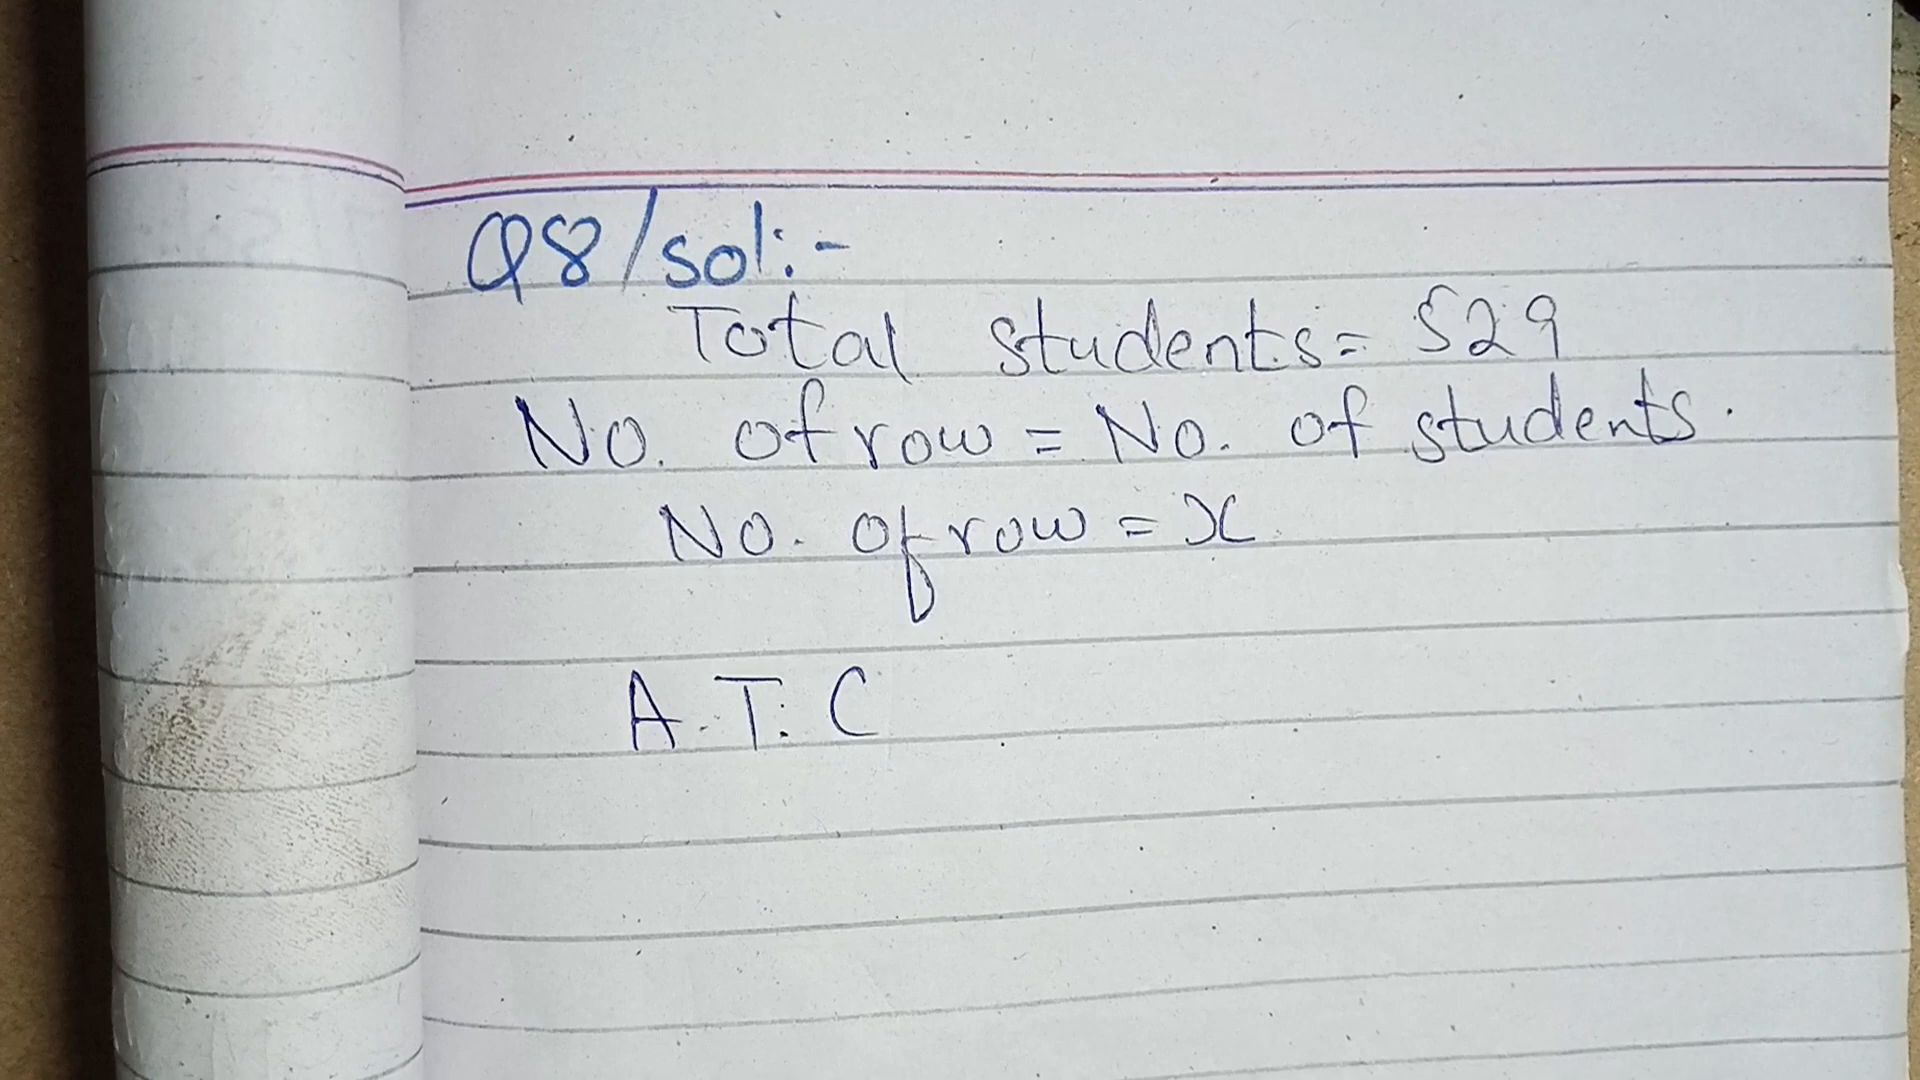 Q8/sol:-
Total students = 529
No. of row = No. of students.
No. of row = x
A.T.C